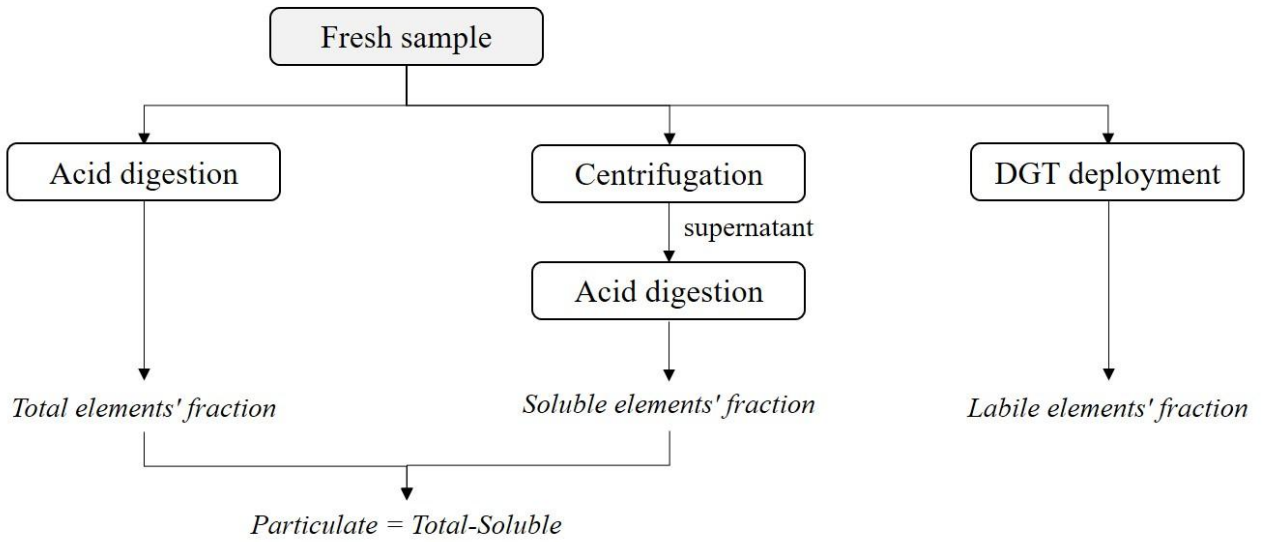 Fresh sample
Acid digestion
Centrifugation
DGT deployment
supernatant
Acid digestion
Total elements' fraction
Soluble elements' fraction
Labile elements' fraction
Particulate = Total-Soluble